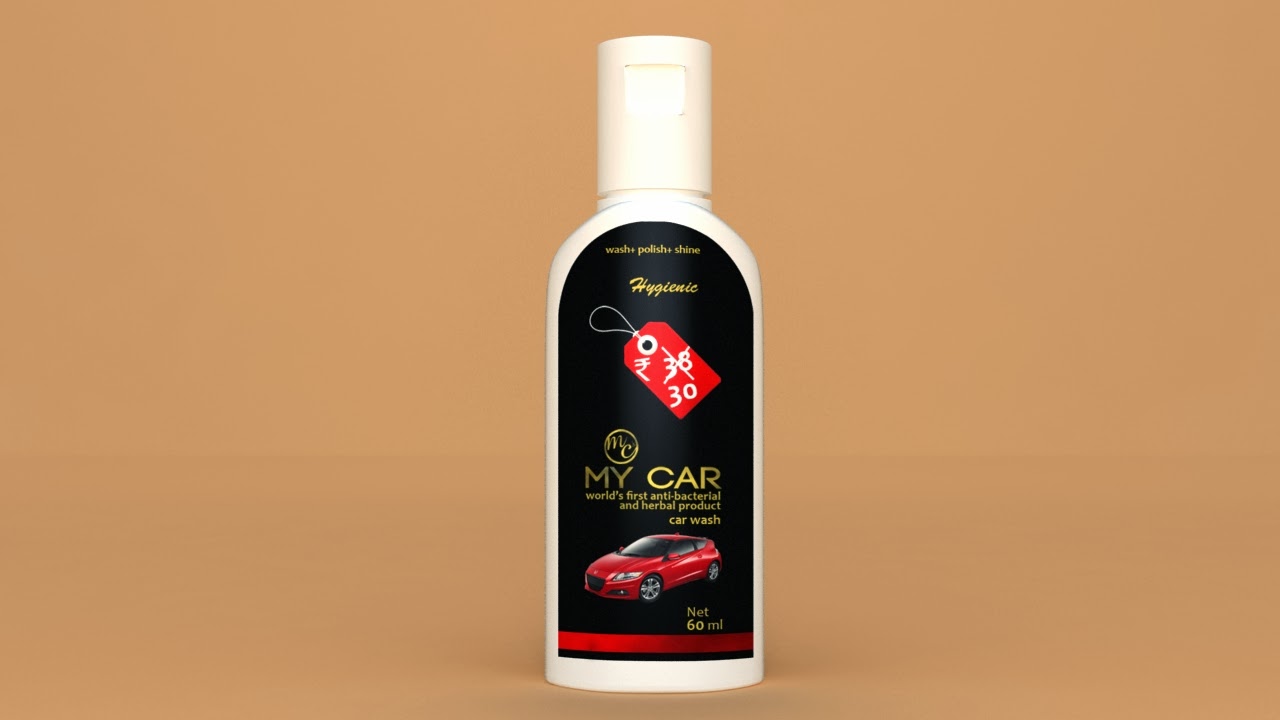 wash+ polish+ shine
Hygienic
₹ 38
30
MC
MY CAR
world's first anti-bacterial
and herbal product
car wash
Net
60 ml